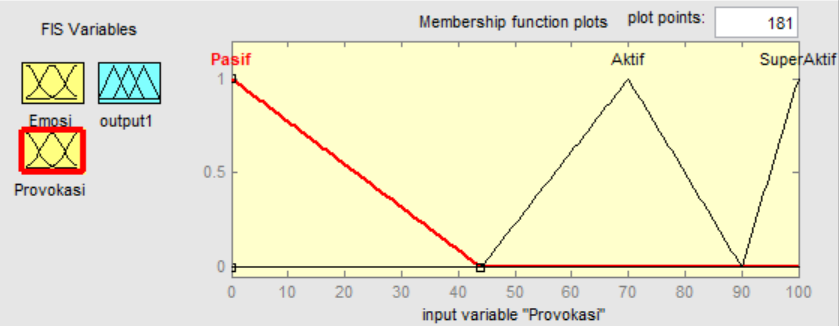 FIS Variables
Emosi
output1
Provokasi
Membership function plots
plot points:
181
Pasif
Aktif
SuperAktif
1
0.5
0
0 10 20 30 40 50 60 70 80 90 100
input variable "Provokasi"